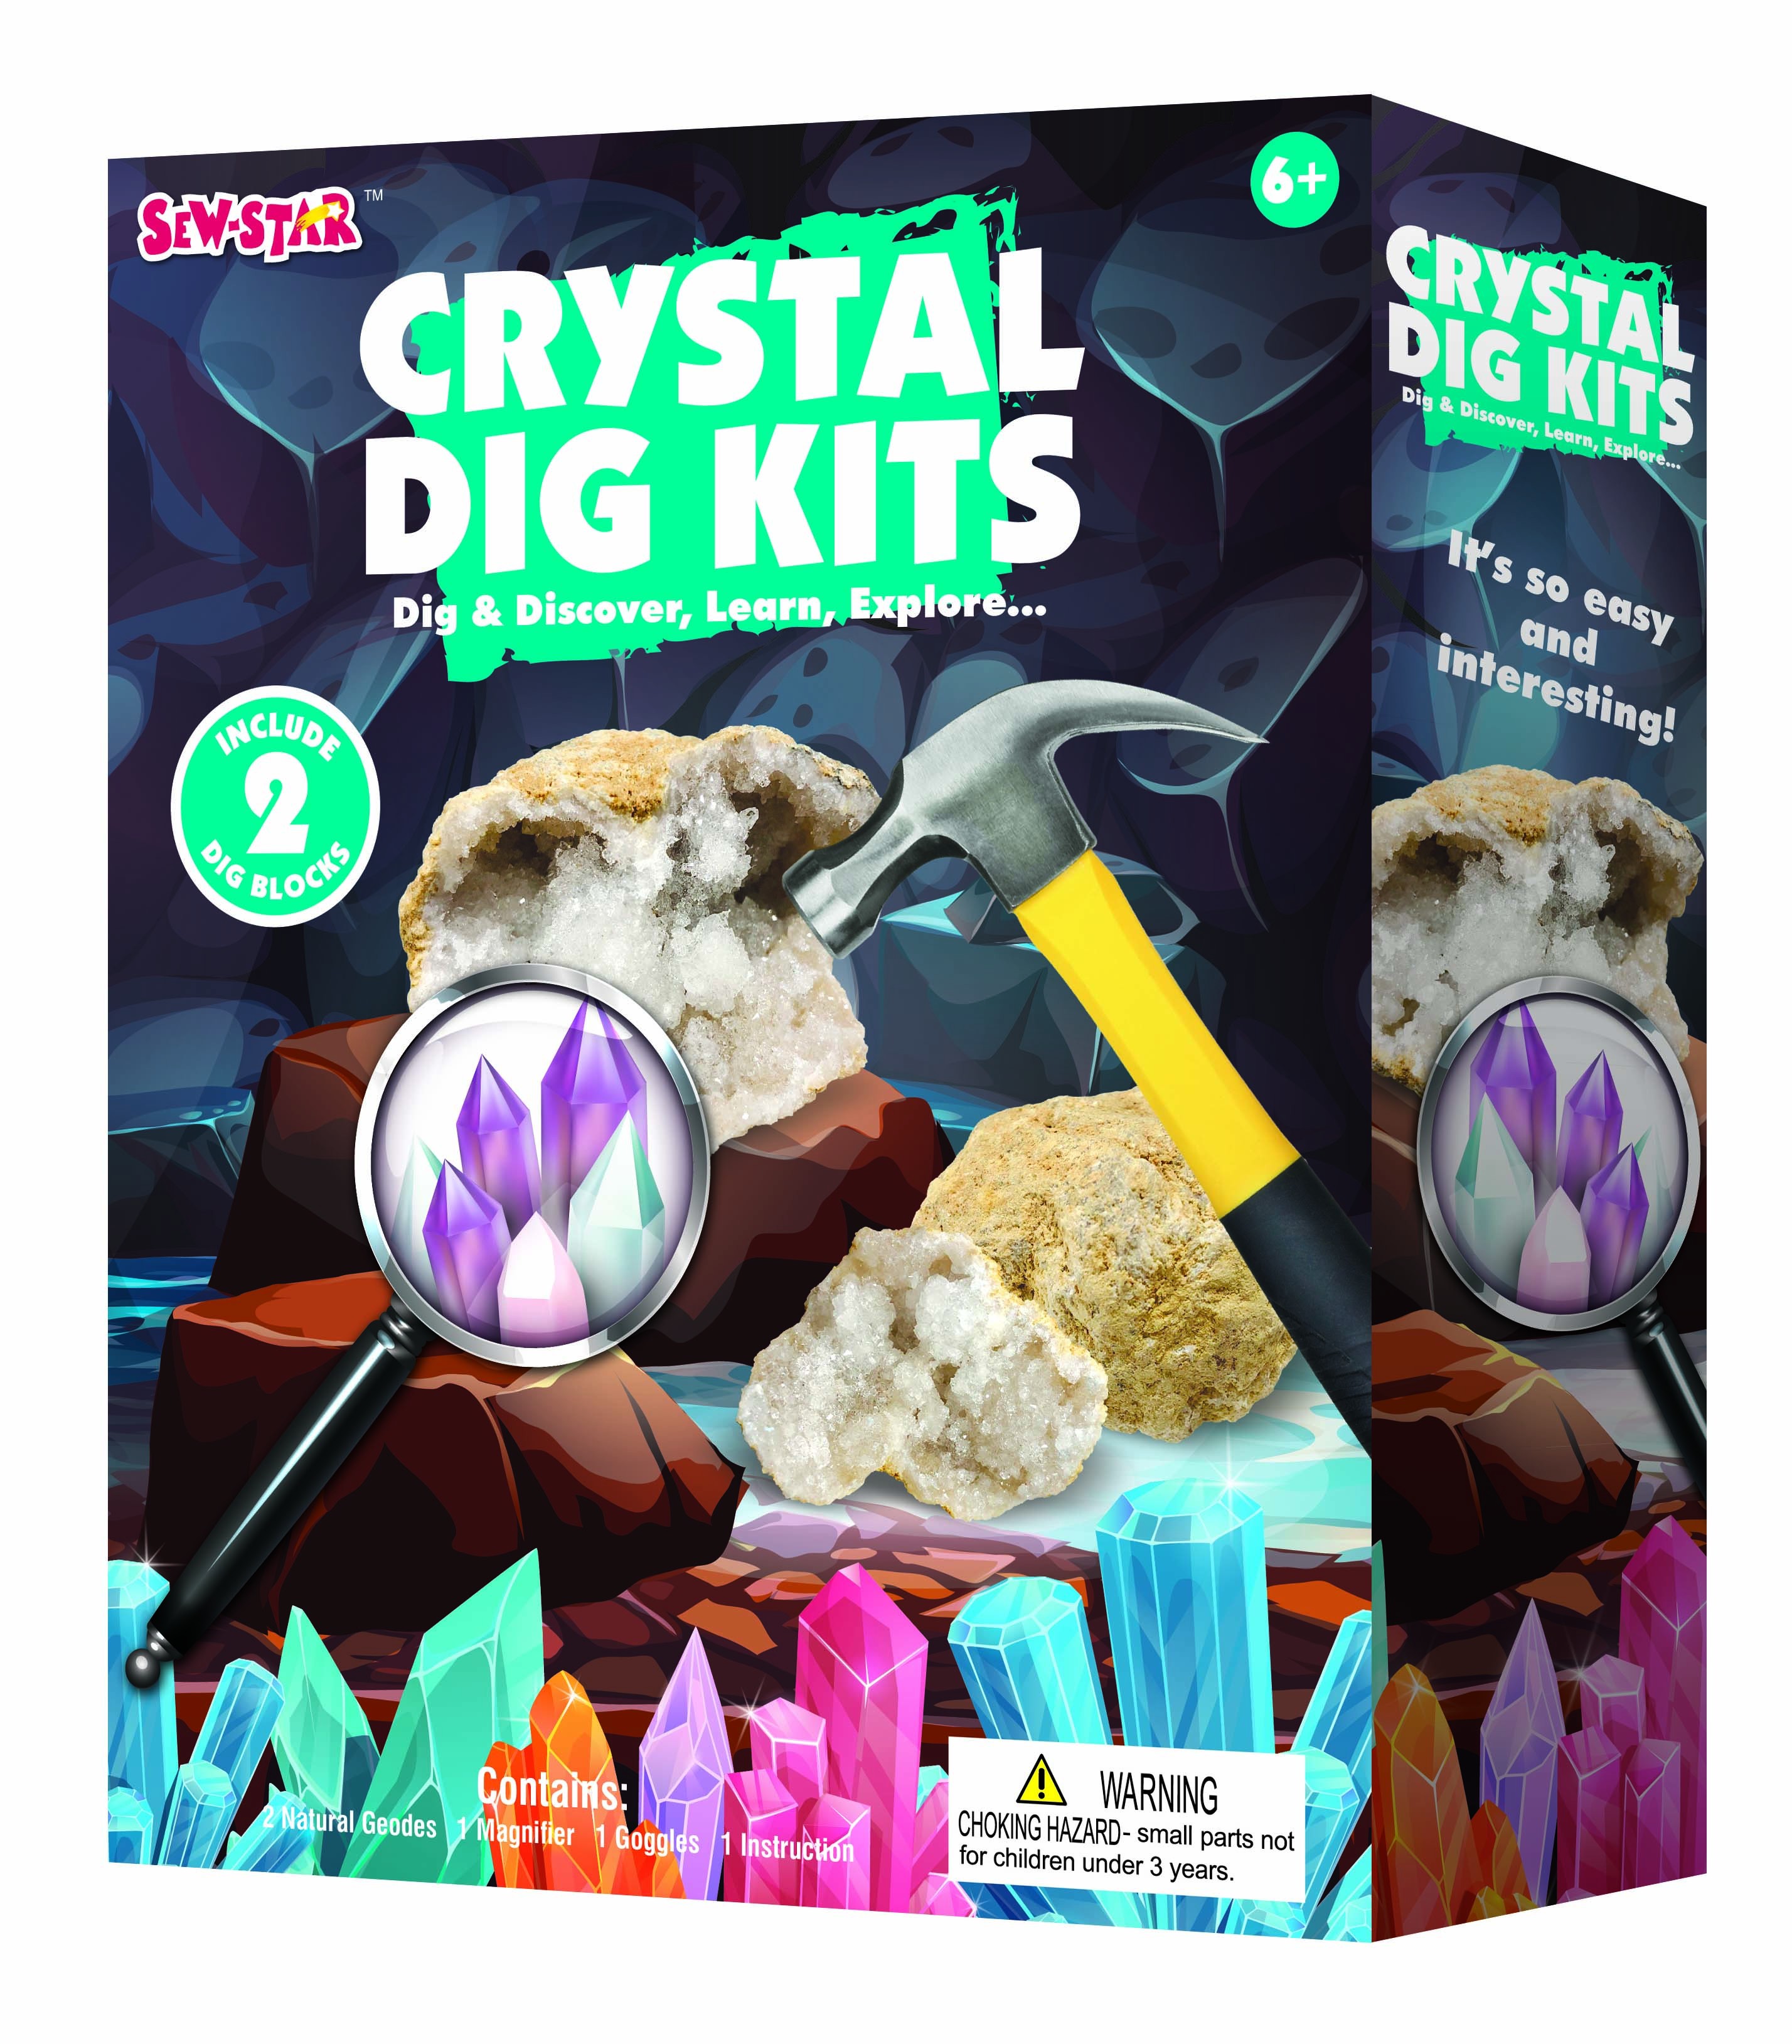 SEW-STAR™
6+
CRYSTAL
DIG KITS
Dig & Discover, Learn, Explore...
INCLUDE
2
DIG BLOCKS
Contains:
2 Natural Geodes 1 Magnifier 1 Goggles 1 Instruction
WARNING
CHOKING HAZARD- small parts not
for children under 3 years.
CRYSTAL
DIG KITS
Dig & Discover, Learn, Explore...
It's so easy
and
interesting!